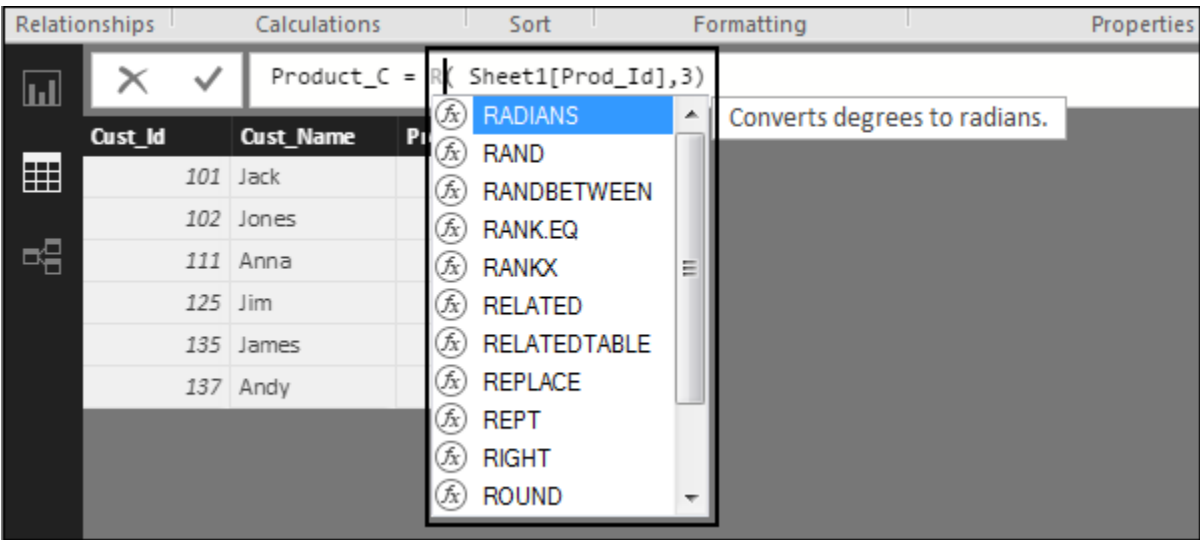 Relationships Calculations Sort Formatting Properties
Product_C = R( Sheet1[Prod_Id],3)
RADIANS Converts degrees to radians.
Cust_Id Cust_Name
RAND
101 Jack
RANDBETWEEN
102 Jones
RANK.EQ
111 Anna
RANKX
125 Jim
RELATED
135 James
RELATEDTABLE
137 Andy
REPLACE
REPT
RIGHT
ROUND